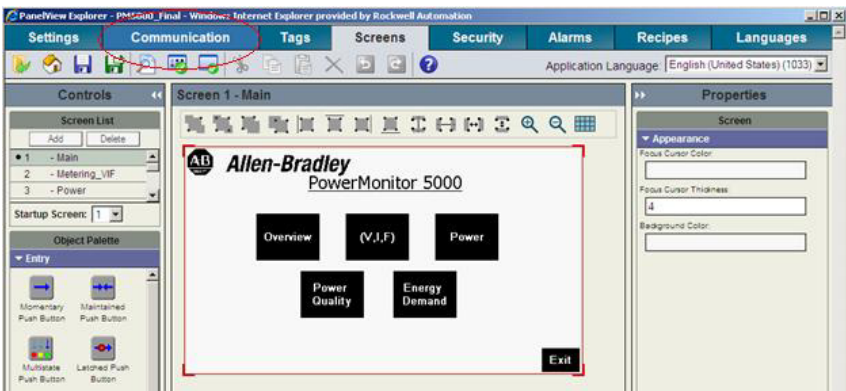 PanelView Explorer - PM5000_Final - Windows Internet Explorer provided by Rockwell Automation
Settings Communication Tags Screens Security Alarms Recipes Languages
Application Language: English (United States) (1033)
Controls
Screen 1 - Main
Properties
Screen List
Add Delete
1 - Main
2 - Metering_VIF
3 - Power
Startup Screen: 1
Object Palette
Entry
Momentary Push Button
Maintained Push Button
Multistate Push Button
Latched Push Button
AB Allen-Bradley
PowerMonitor 5000
Overview
(V,I,F)
Power
Power Quality
Energy Demand
Exit
Screen
Appearance
Focus Cursor Color
Focus Cursor Thickness:
4
Background Color: